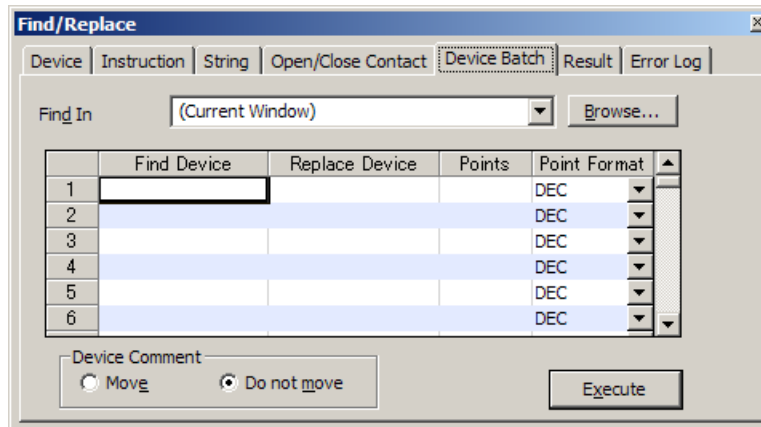 Find/Replace
Device Instruction String Open/Close Contact Device Batch Result Error Log
Find In (Current Window) Browse...
Find Device Replace Device Points Point Format
1 DEC
2 DEC
3 DEC
4 DEC
5 DEC
6 DEC
Device Comment
Move Do not move Execute